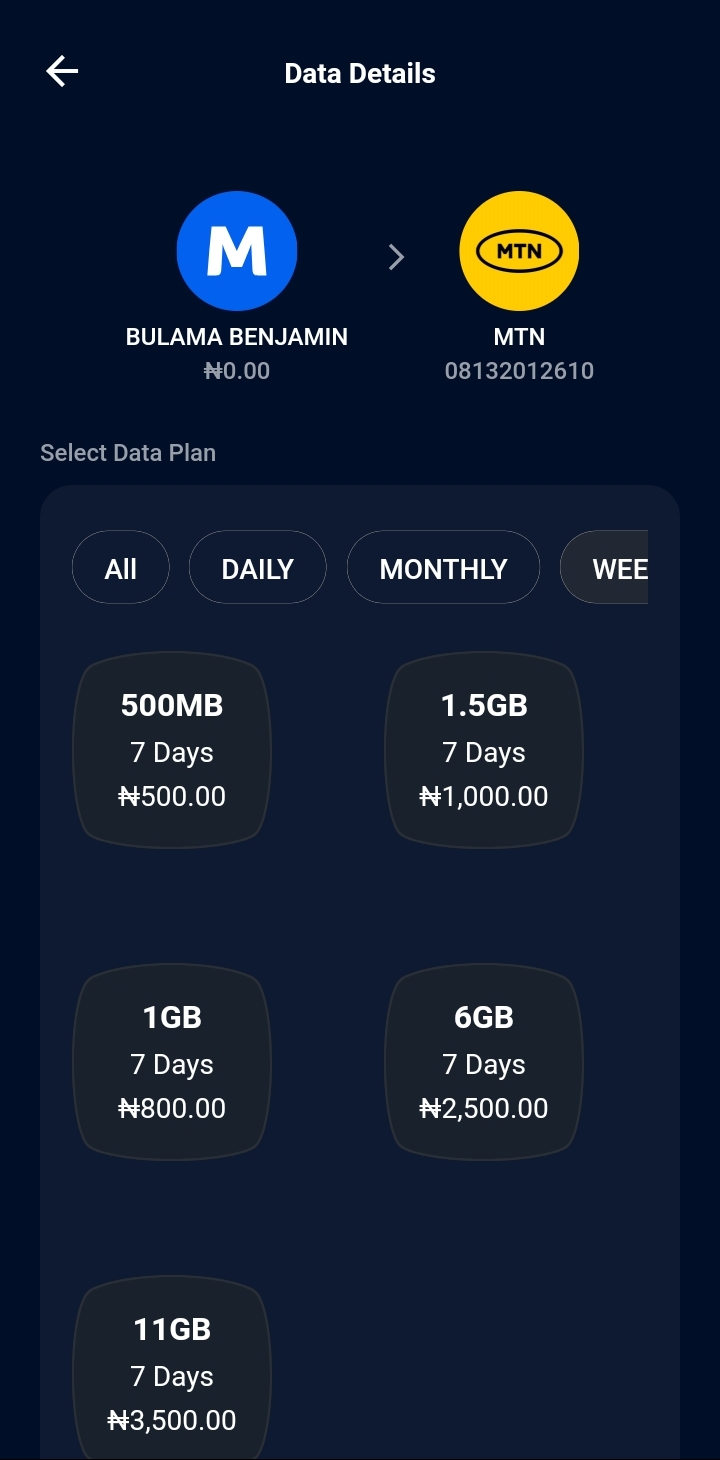 Data Details
M
MTN
BULAMA BENJAMIN
₦0.00
MTN
08132012610
Select Data Plan
All
DAILY
MONTHLY
WEE
500MB
7 Days
₦500.00
1.5GB
7 Days
₦1,000.00
1GB
7 Days
₦800.00
6GB
7 Days
₦2,500.00
11GB
7 Days
₦3,500.00